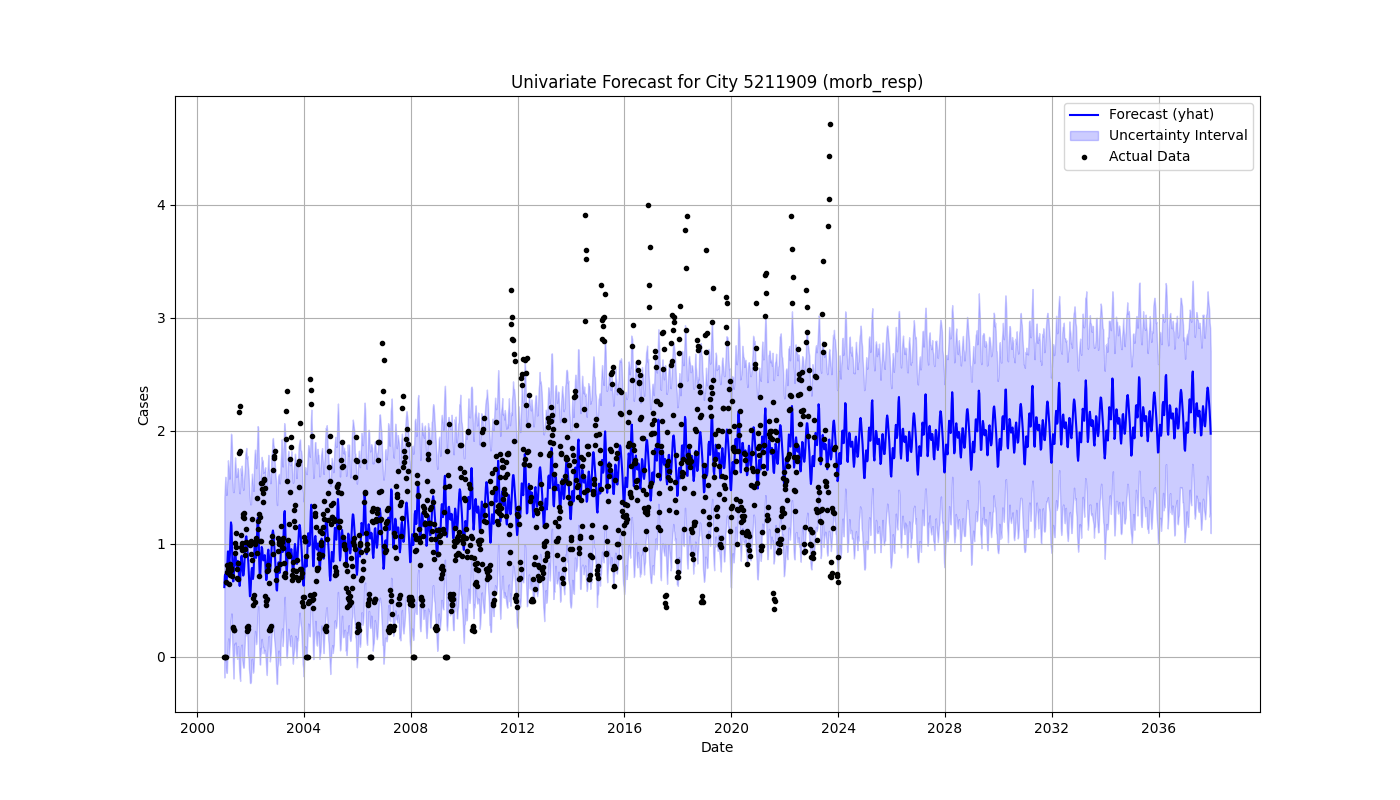 Univariate Forecast for City 5211909 (morb_resp)
Forecast (yhat)
Uncertainty Interval
Actual Data
Cases
4
3
2
1
0
2000 2004 2008 2012 2016 2020 2024 2028 2032 2036
Date